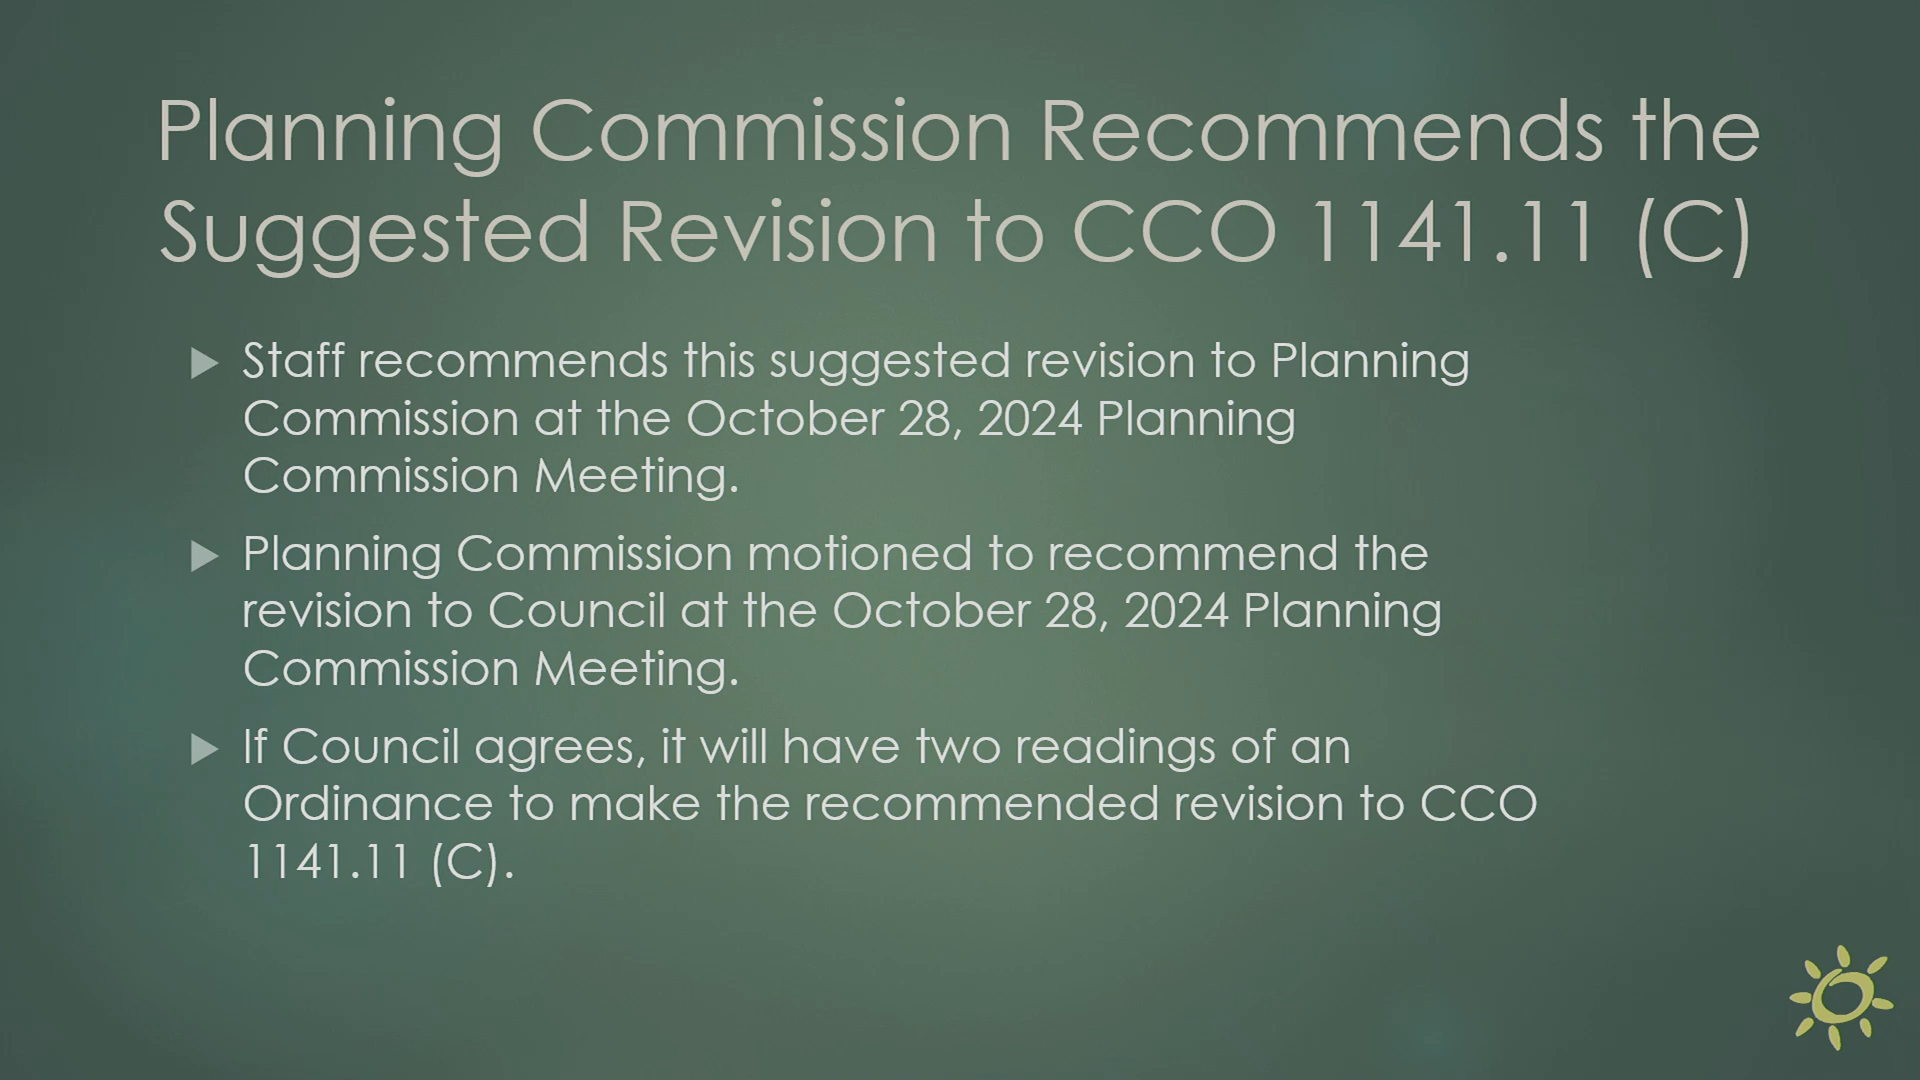 Planning Commission Recommends the
Suggested Revision to CCO 1141.11 (C)
Staff recommends this suggested revision to Planning
Commission at the October 28, 2024 Planning
Commission Meeting.
Planning Commission motioned to recommend the
revision to Council at the October 28, 2024 Planning
Commission Meeting.
If Council agrees, it will have two readings of an
Ordinance to make the recommended revision to CCO
1141.11 (C).